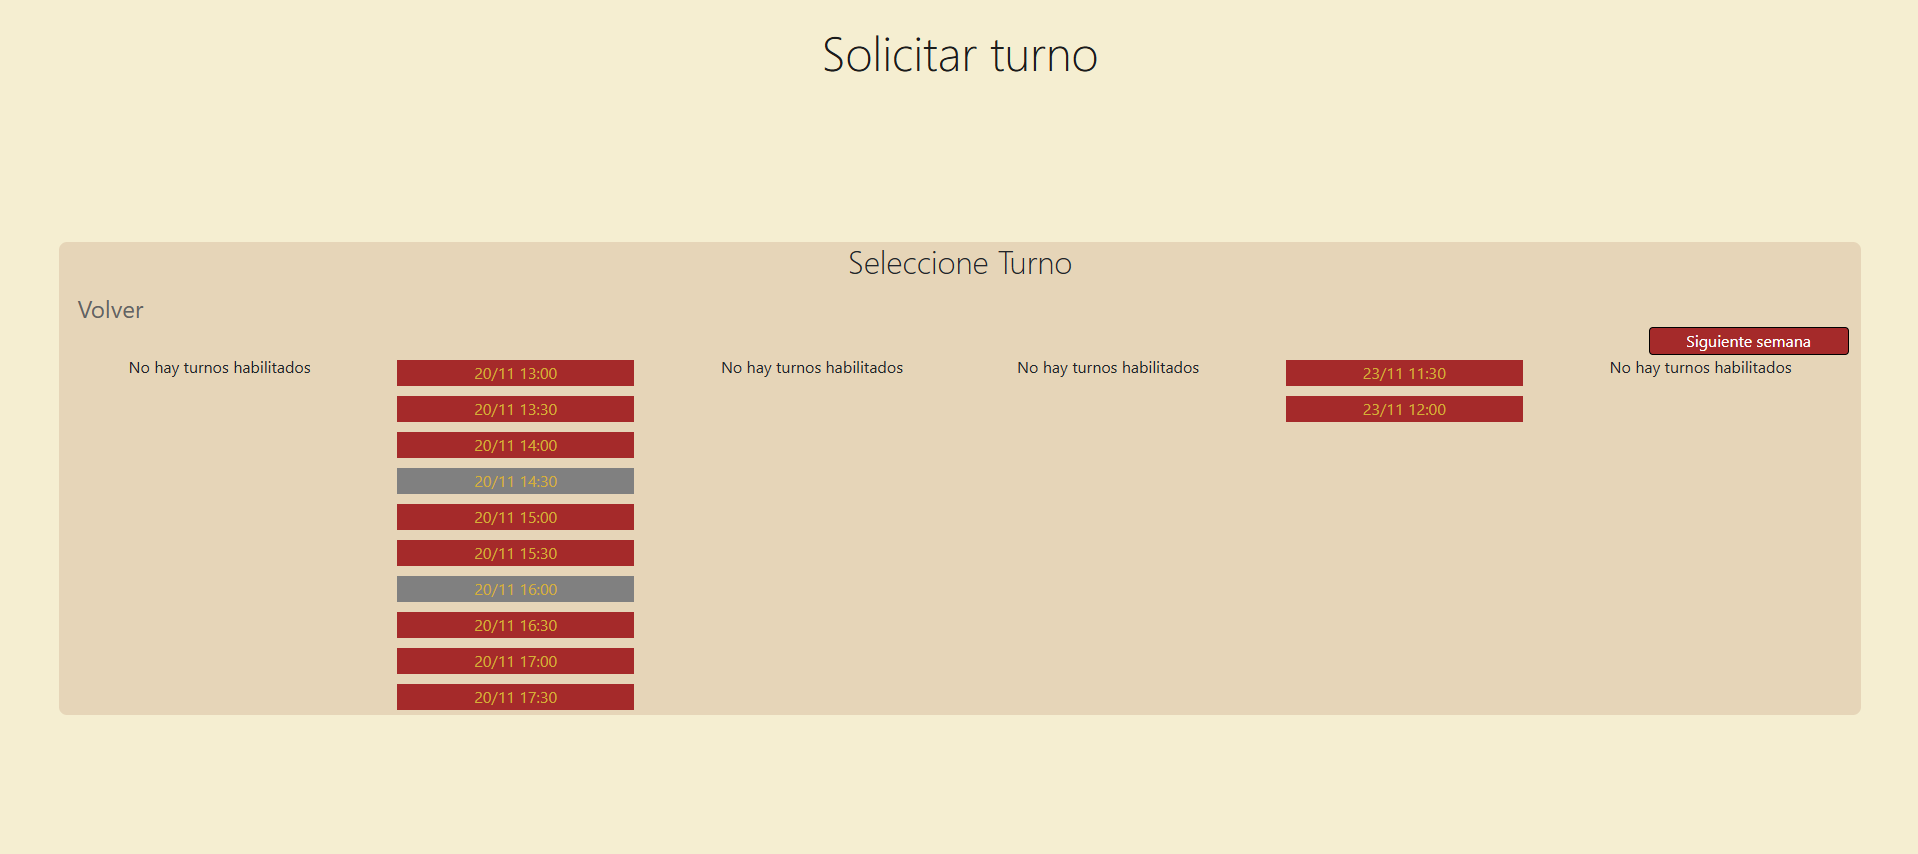 Solicitar turno
Seleccione Turno
Volver
Siguiente semana
No hay turnos habilitados
20/11 13:00
20/11 13:30
20/11 14:00
20/11 14:30
20/11 15:00
20/11 15:30
20/11 16:00
20/11 16:30
20/11 17:00
20/11 17:30
No hay turnos habilitados
No hay turnos habilitados
23/11 11:30
23/11 12:00
No hay turnos habilitados